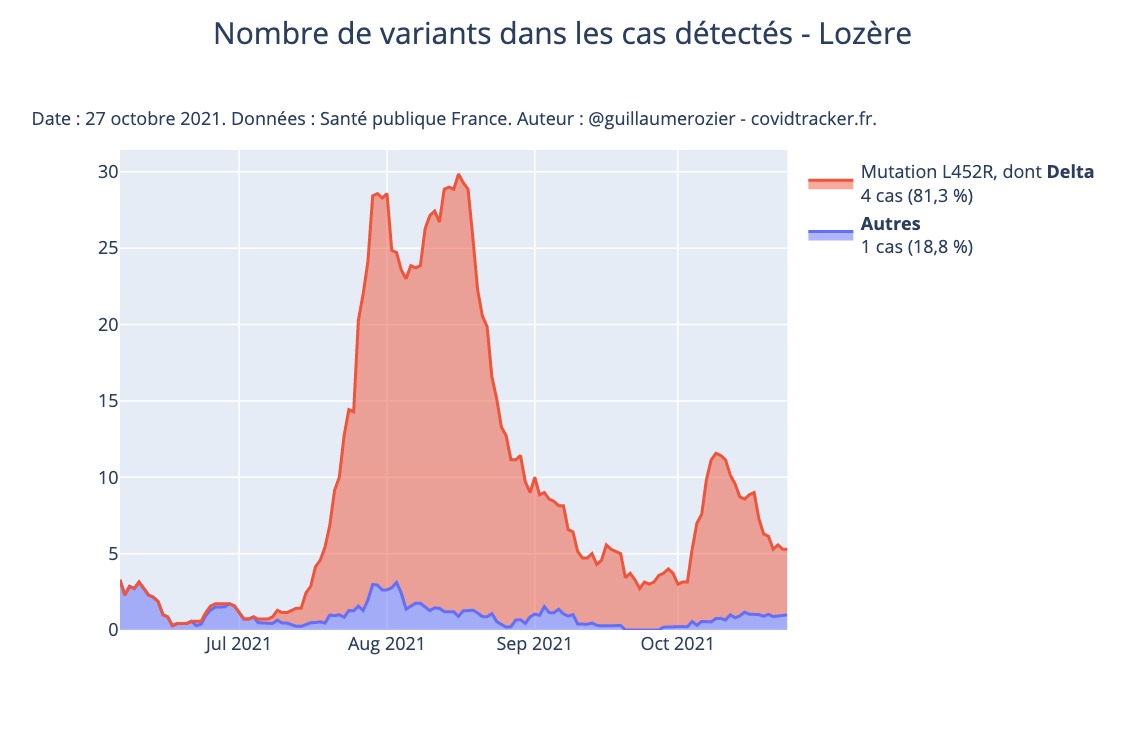 Nombre de variants dans les cas détectés - Lozère
Date : 27 octobre 2021. Données : Santé publique France. Auteur : @guillaumerozier - covidtracker.fr.
30
25
20
15
10
5
0
Jul 2021
Aug 2021
Sep 2021
Oct 2021
Mutation L452R, dont Delta
4 cas (81,3 %)
Autres
1 cas (18,8 %)